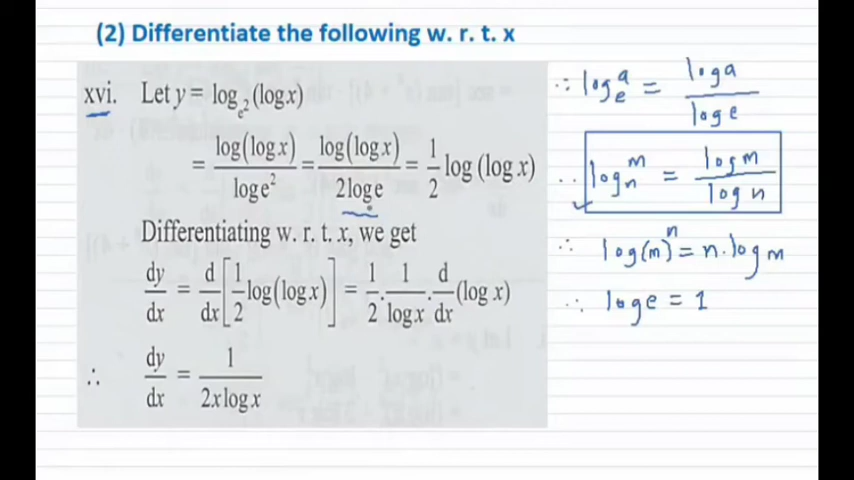 (2) Differentiate the following w. r. t. x
xvi. Let y = log_{e^2}(log x)
= log(log x)/log e^2 = log(log x)/2log e = 1/2 log (log x)
Differentiating w. r. t. x, we get
dy/dx = d/dx[1/2 log(log x)] = 1/2 . 1/log x . d/dx (log x)
∴ dy/dx = 1/2x log x
∴ log_e^a = log a/log e
∴ log_n^m = log m/log n
∴ log(m)^n = n. log m
∴ log e = 1